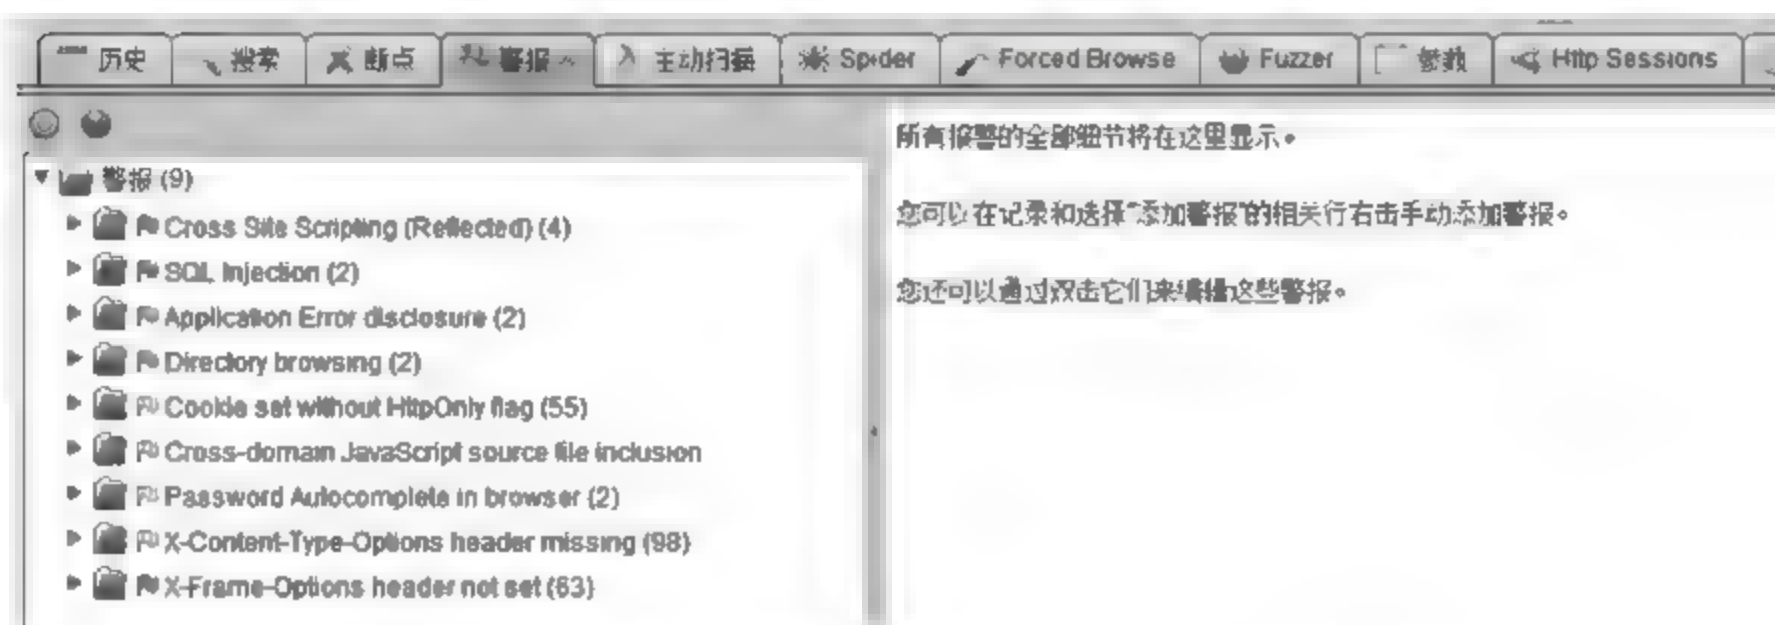 历史 搜索 断点 警报 主动扫描 Spider Forced Browse Fuzzer 参数 Http Sessions
警报 (9)
Cross Site Scripting (Reflected) (4)
SQL Injection (2)
Application Error disclosure (2)
Directory browsing (2)
Cookie set without HttpOnly flag (55)
Cross-domain JavaScript source file inclusion
Password Autocomplete in browser (2)
X-Content-Type-Options header missing (98)
X-Frame-Options header not set (63)
所有报警的全部细节将在这里显示。
您可以在记录和选择"添加警报"的相关行右击手动添加警报。
您还可以通过双击它们来编辑这些警报。